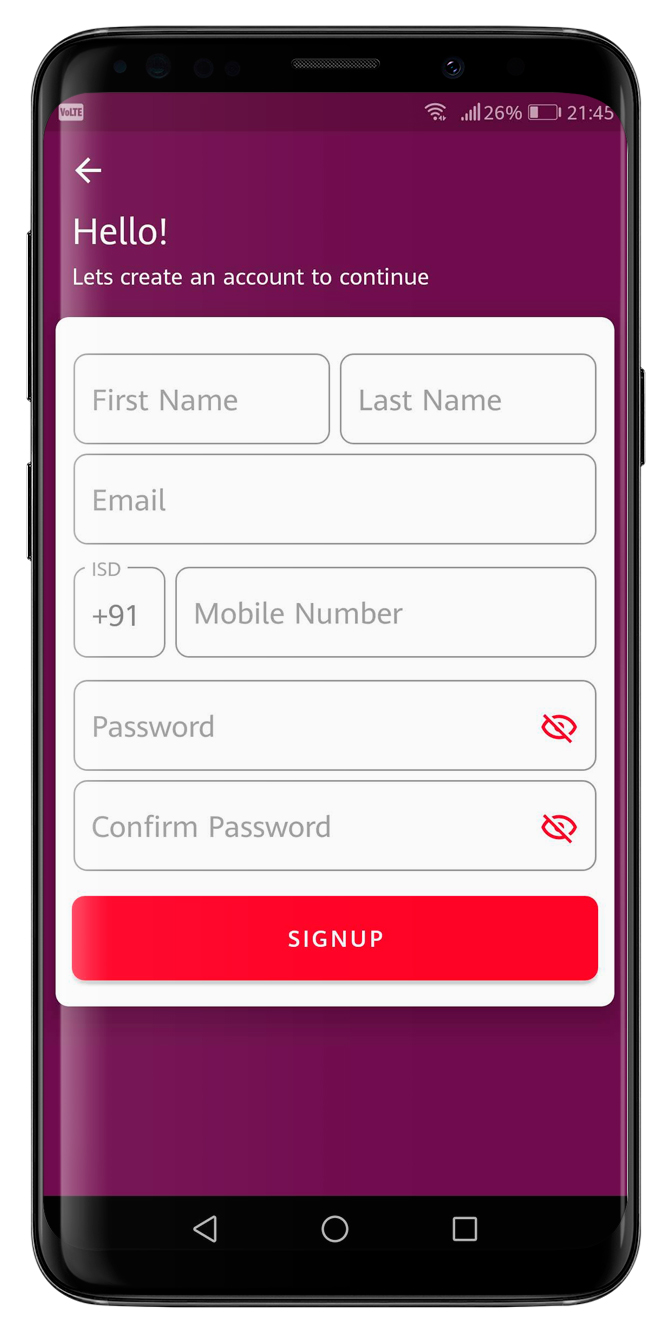 VoLTE 26% 21:45
Hello!
Lets create an account to continue
First Name Last Name
Email
ISD
+91 Mobile Number
Password
Confirm Password
SIGNUP